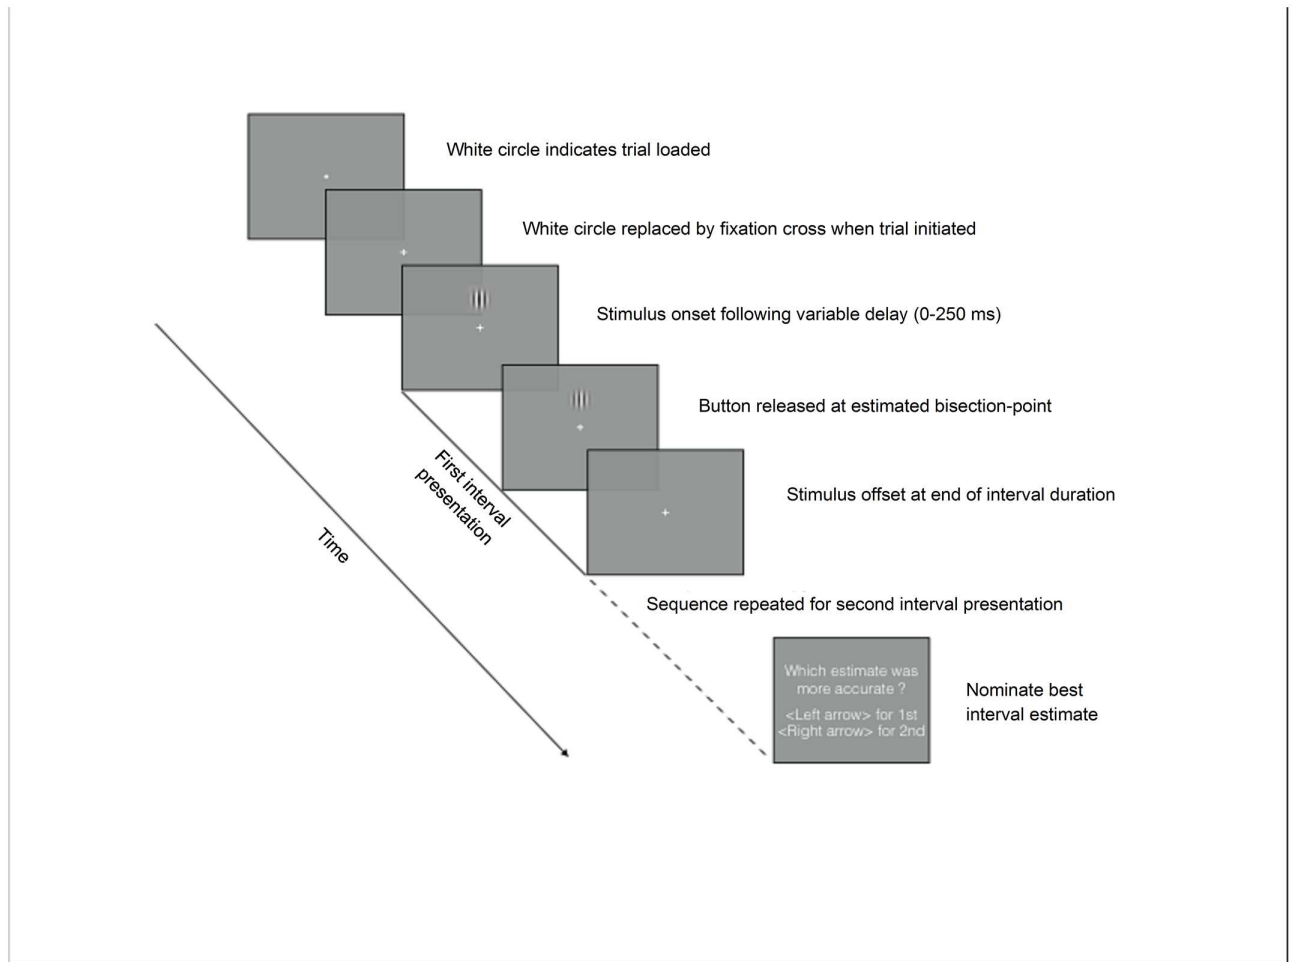 White circle indicates trial loaded
White circle replaced by fixation cross when trial initiated
Stimulus onset following variable delay (0-250 ms)
Button released at estimated bisection-point
First interval
presentation
Time
Stimulus offset at end of interval duration
Sequence repeated for second interval presentation
Which estimate was
more accurate ?
<Left arrow> for 1st
<Right arrow> for 2nd
Nominate best
interval estimate